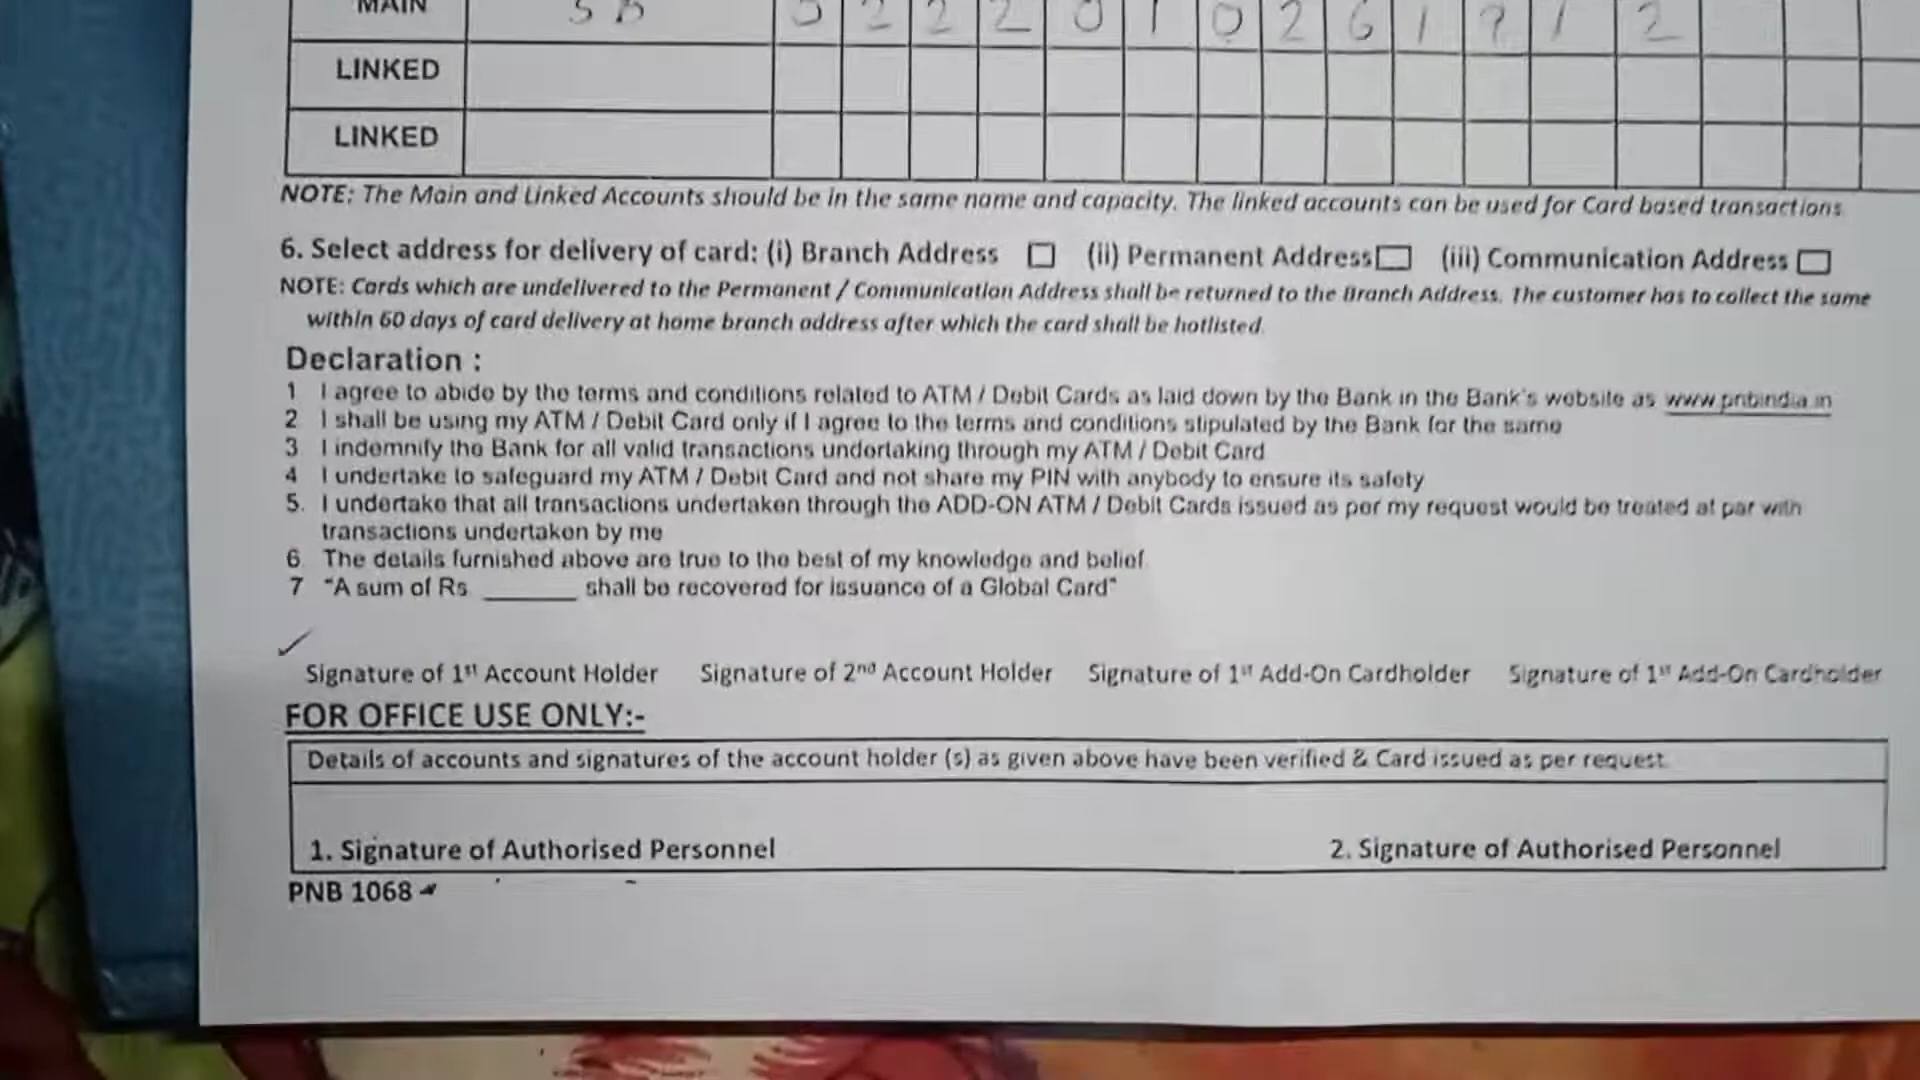 MAIN SB 2 2 2 0 1 0 2 6 1 9 1 2
LINKED
LINKED
NOTE: The Main and Linked Accounts should be in the same name and capacity. The linked accounts can be used for Card based transactions
6. Select address for delivery of card: (i) Branch Address (ii) Permanent Address (iii) Communication Address
NOTE: Cards which are undelivered to the Permanent / Communication Address shall be returned to the Branch Address. The customer has to collect the same
within 60 days of card delivery at home branch address after which the card shall be hotlisted.
Declaration :
1 I agree to abide by the terms and conditions related to ATM / Debit Cards as laid down by the Bank in the Bank's website as www.pnbindia.in
2 I shall be using my ATM / Debit Card only if I agree to the terms and conditions stipulated by the Bank for the same
3 I indemnify the Bank for all valid transactions undertaking through my ATM / Debit Card
4 I undertake to safeguard my ATM / Debit Card and not share my PIN with anybody to ensure its safety
5. I undertake that all transactions undertaken through the ADD-ON ATM / Debit Cards issued as per my request would be treated at par with
transactions undertaken by me
6. The details furnished above are true to the best of my knowledge and belief.
7 "A sum of Rs ______ shall be recovered for issuance of a Global Card"
Signature of 1st Account Holder Signature of 2nd Account Holder Signature of 1st Add-On Cardholder Signature of 1st Add-On Cardholder
FOR OFFICE USE ONLY:-
Details of accounts and signatures of the account holder (s) as given above have been verified & Card issued as per request.
1. Signature of Authorised Personnel 2. Signature of Authorised Personnel
PNB 1068